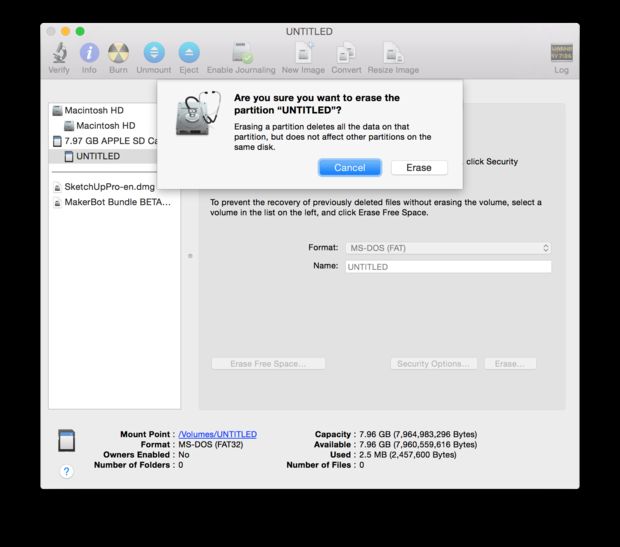 UNTITLED
Verify Info Burn Unmount Eject Enable Journaling New Image Convert Resize Image Log
Macintosh HD
Macintosh HD
7.97 GB APPLE SD Ca
UNTITLED
SketchUpPro-en.dmg
MakerBot Bundle BETA...
Are you sure you want to erase the
partition “UNTITLED”?
Erasing a partition deletes all the data on that
partition, but does not affect other partitions on the
same disk.
Cancel Erase
click Security
To prevent the recovery of previously deleted files without erasing the volume, select a
volume in the list on the left, and click Erase Free Space.
Format: MS-DOS (FAT)
Name: UNTITLED
Erase Free Space... Security Options... Erase...
Mount Point : /Volumes/UNTITLED
Format : MS-DOS (FAT32)
Owners Enabled : No
Number of Folders : 0
Capacity : 7.96 GB (7,964,983,296 Bytes)
Available : 7.96 GB (7,960,559,616 Bytes)
Used : 2.5 MB (2,457,600 Bytes)
Number of Files : 0
?